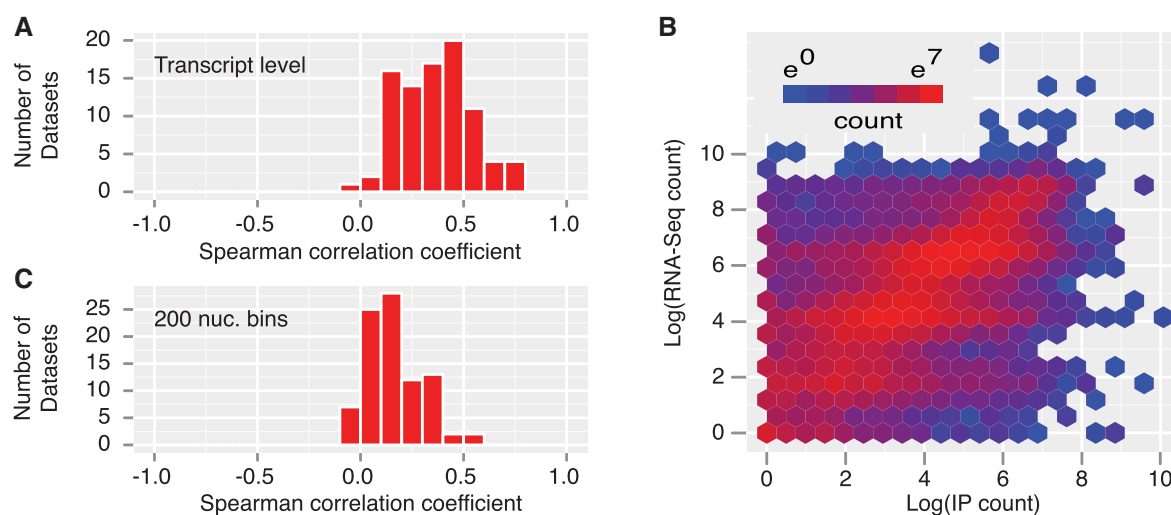 A
Number of
Datasets
20
15
10
5
0
Transcript level
-1.0 -0.5 0.0 0.5 1.0
Spearman correlation coefficient
C
Number of
Datasets
25
20
15
10
5
0
200 nuc. bins
-1.0 -0.5 0.0 0.5 1.0
Spearman correlation coefficient
B
e0 e7
count
Log(RNA-Seq count)
10
8
6
4
2
0
0 2 4 6 8 10
Log(IP count)